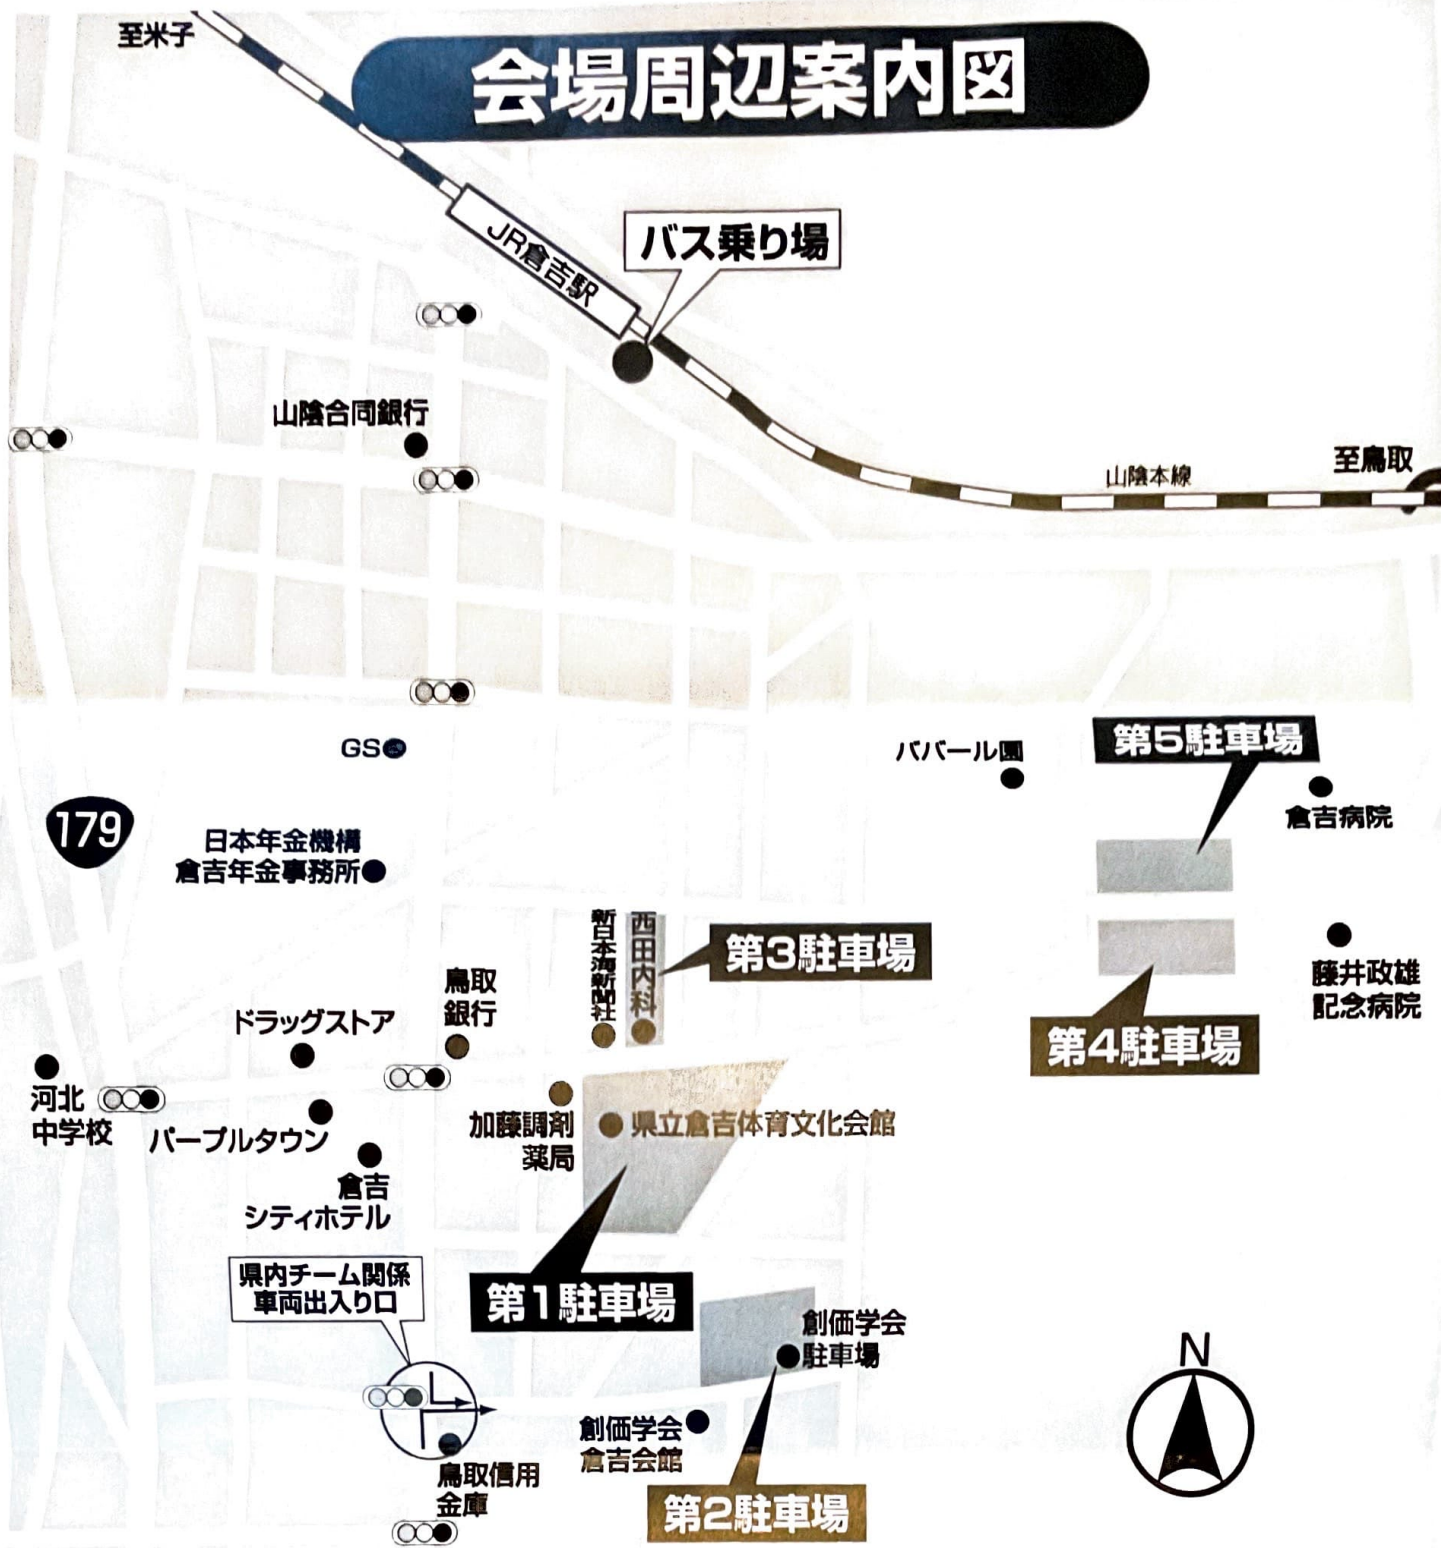 至米子
会場周辺案内図
JR倉吉駅
バス乗り場
山陰合同銀行
山陰本線
至鳥取
GS
ババール園
第5駐車場
倉吉病院
179
日本年金機構
倉吉年金事務所
新日本海新聞社
西田内科
第3駐車場
藤井政雄
記念病院
第4駐車場
鳥取
銀行
ドラッグストア
河北
中学校
パープルタウン
加藤調剤
薬局
県立倉吉体育文化会館
倉吉
シティホテル
県内チーム関係
車両出入り口
第1駐車場
創価学会
駐車場
創価学会
倉吉会館
鳥取信用
金庫
第2駐車場
N